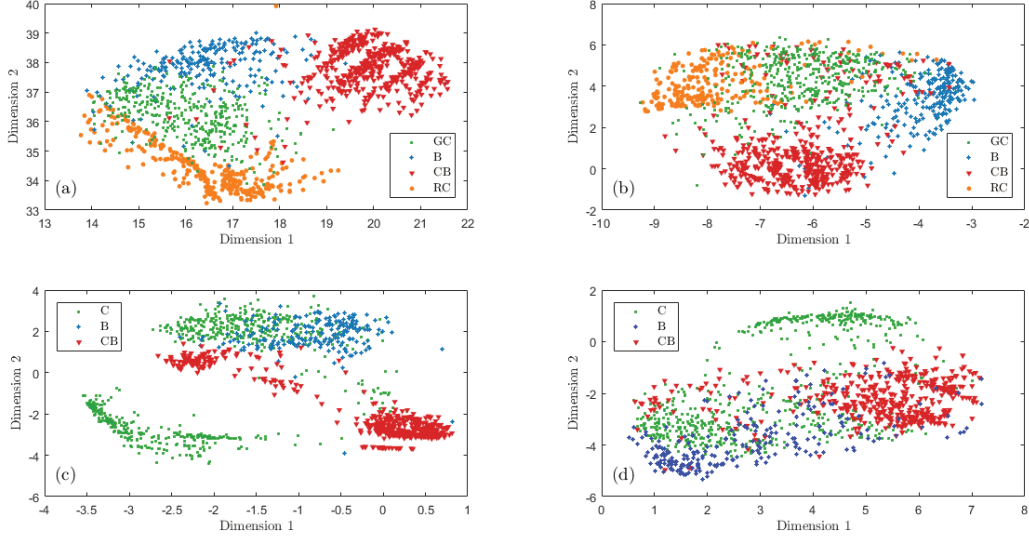 40
39
38
37
36
35
34
33
Dimension 2
13 14 15 16 17 18 19 20 21 22
Dimension 1
(a)
GC
B
CB
RC
8
6
4
2
0
-2
Dimension 2
-10 -9 -8 -7 -6 -5 -4 -3 -2
Dimension 1
(b)
GC
B
CB
RC
4
2
0
-2
-4
-6
Dimension 2
-4 -3.5 -3 -2.5 -2 -1.5 -1 -0.5 0 0.5 1
Dimension 1
(c)
C
B
CB
2
0
-2
-4
-6
Dimension 2
0 1 2 3 4 5 6 7 8
Dimension 1
(d)
C
B
CB